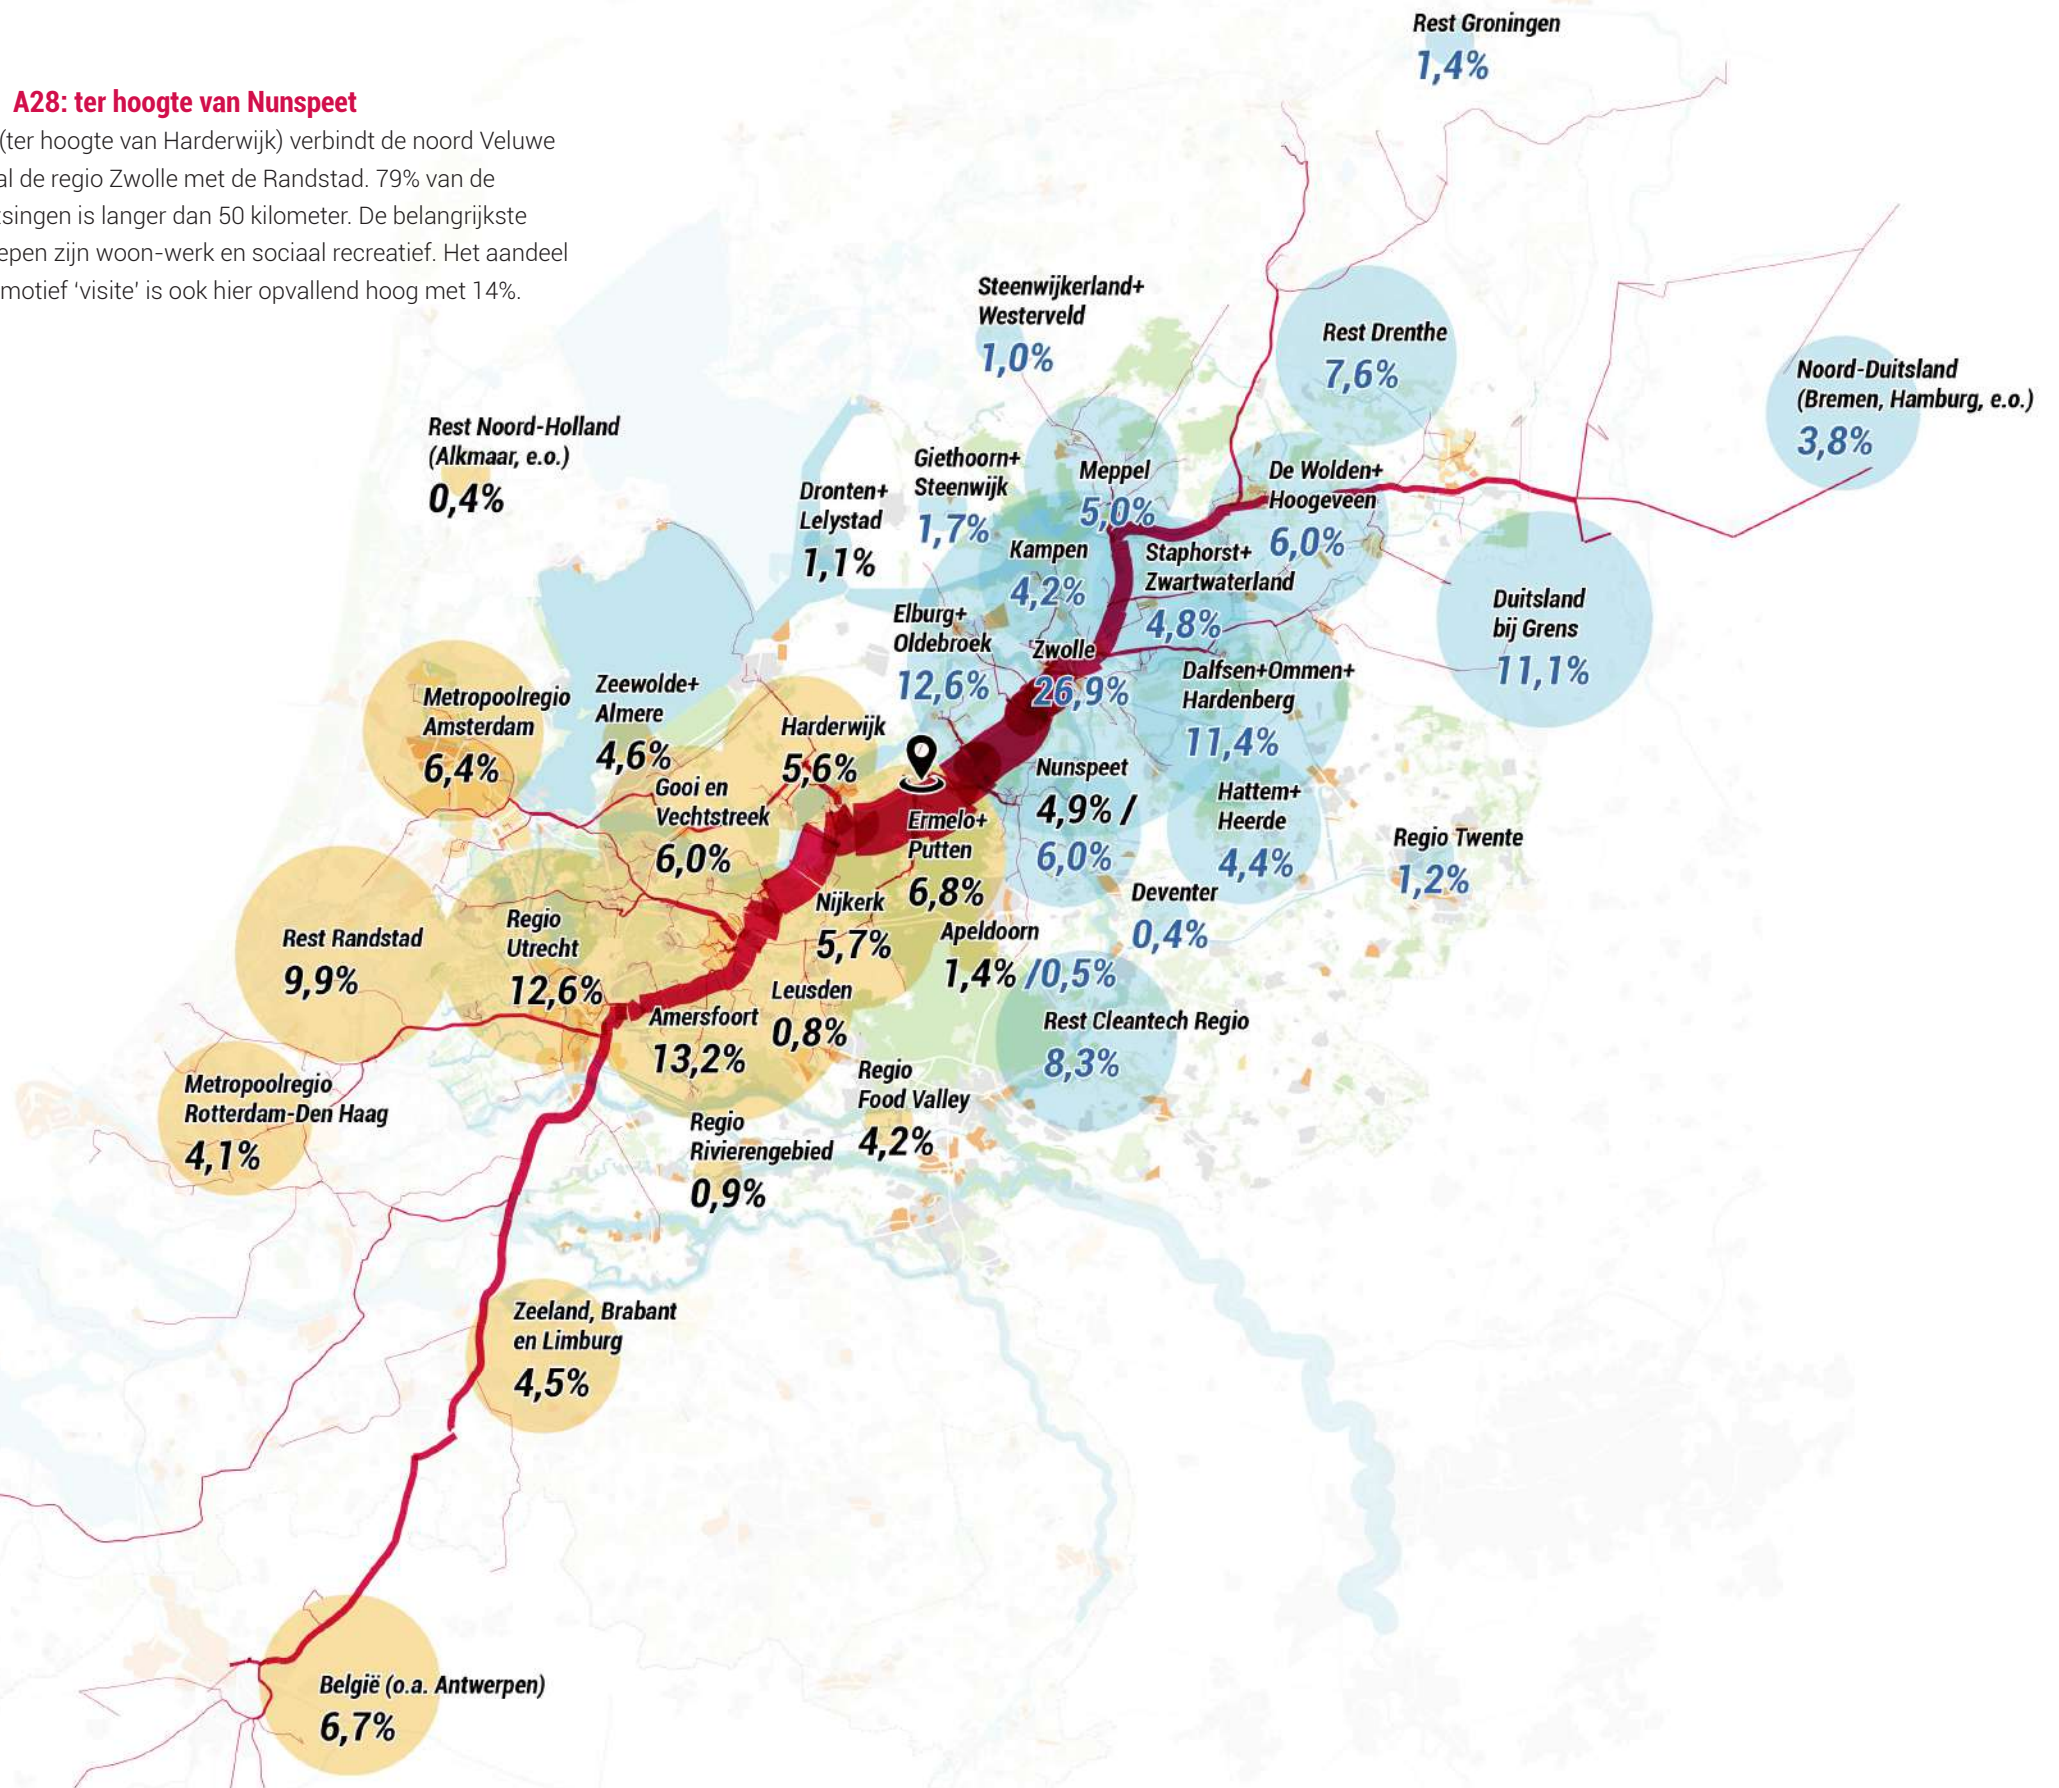 A28: ter hoogte van Nunspeet
(ter hoogte van Harderwijk) verbindt de noord Veluwe
de regio Zwolle met de Randstad. 79% van de
is langer dan 50 kilometer. De belangrijkste
zijn woon-werk en sociaal recreatief. Het aandeel
motief ‘visite’ is ook hier opvallend hoog met 14%.
Rest Groningen
1,4%
Steenwijkerland+
Westerveld
1,0%
Rest Drenthe
7,6%
Noord-Duitsland
(Bremen, Hamburg, e.o.)
3,8%
Rest Noord-Holland
(Alkmaar, e.o.)
0,4%
Dronten+
Lelystad
1,1%
Giethoorn+
Steenwijk
1,7%
Meppel
5,0%
De Wolden+
Hoogeveen
6,0%
Kampen
4,2%
Staphorst+
Zwartwaterland
4,8%
Elburg+
Oldebroek
12,6%
Zwolle
26,9%
Dalfsen+Ommen+
Hardenberg
11,4%
Duitsland
bij Grens
11,1%
Metropoolregio
Amsterdam
6,4%
Zeewolde+
Almere
4,6%
Harderwijk
5,6%
Gooi en
Vechtstreek
6,0%
Nunspeet
4,9% /
6,0%
Hattem+
Heerde
4,4%
Regio Twente
1,2%
Ermelo+
Putten
6,8%
Nijkerk
5,7%
Deventer
0,4%
Apeldoorn
1,4% /0,5%
Rest Randstad
9,9%
Regio
Utrecht
12,6%
Leusden
0,8%
Amersfoort
13,2%
Rest Cleantech Regio
8,3%
Metropoolregio
Rotterdam-Den Haag
4,1%
Regio
Food Valley
4,2%
Regio
Rivierengebied
0,9%
Zeeland, Brabant
en Limburg
4,5%
België (o.a. Antwerpen)
6,7%